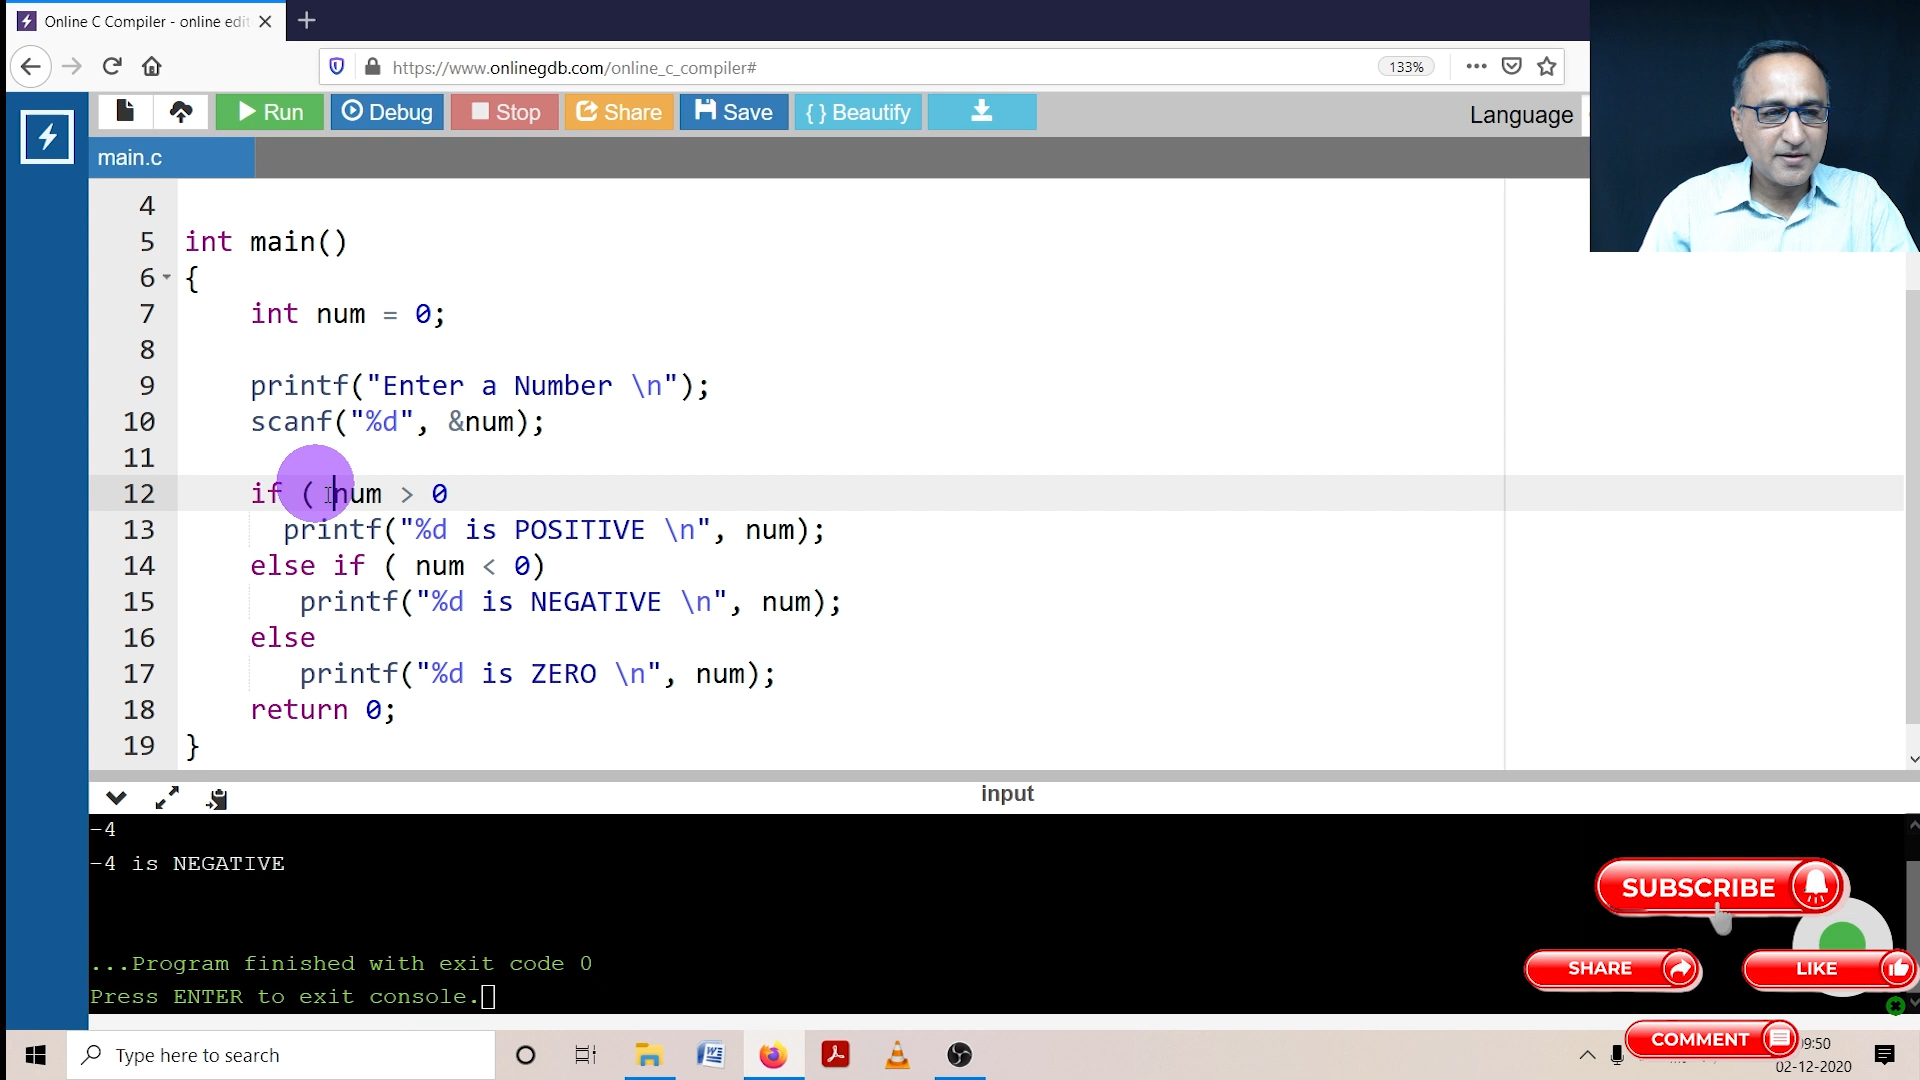 Online C Compiler - online edit
https://www.onlinegdb.com/online_c_compiler#
133%
Run
Debug
Stop
Share
Save
{ } Beautify
Language
main.c
4
5 int main()
6 {
7 int num = 0;
8
9 printf("Enter a Number \n");
10 scanf("%d", &num);
11
12 if ( num > 0
13 printf("%d is POSITIVE \n", num);
14 else if ( num < 0)
15 printf("%d is NEGATIVE \n", num);
16 else
17 printf("%d is ZERO \n", num);
18 return 0;
19 }
input
-4
-4 is NEGATIVE
...Program finished with exit code 0
Press ENTER to exit console.
SUBSCRIBE
SHARE
LIKE
COMMENT
Type here to search
9:50
02-12-2020